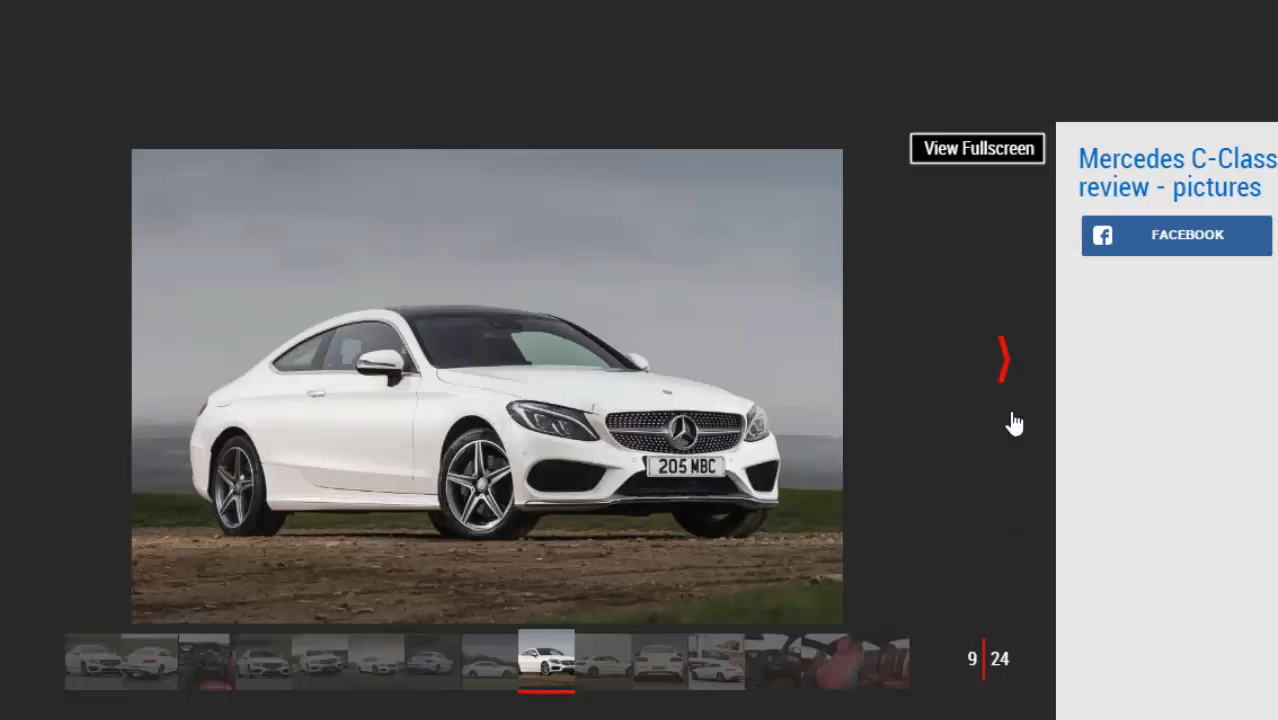 View Fullscreen
Mercedes C-Class
review - pictures
FACEBOOK
205 MBC
9 24